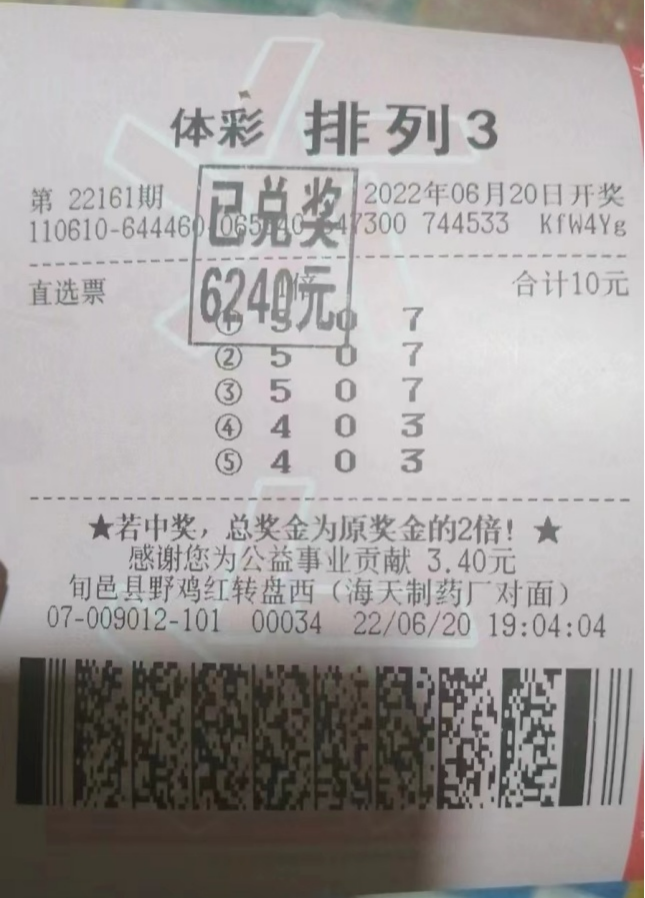 体彩 排列3
第 22161期 2022年06月20日开奖
110610-644460 065 40 647300 744533 KfW4Yg
已兑奖
6240元
直选票 倍 合计10元
① 5 0 7
② 5 0 7
③ 5 0 7
④ 4 0 3
⑤ 4 0 3
★若中奖，总奖金为原奖金的2倍！★
感谢您为公益事业贡献 3.40元
旬邑县野鸡红转盘西（海天制药厂对面）
07-009012-101 00034 22/06/20 19:04:04